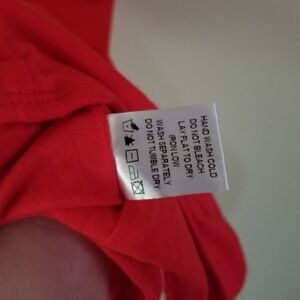 HAND WASH COLD
DO NOT BLEACH
LAY FLAT TO DRY
IRON LOW
WASH SEPARATELY
DO NOT TUMBLE DRY